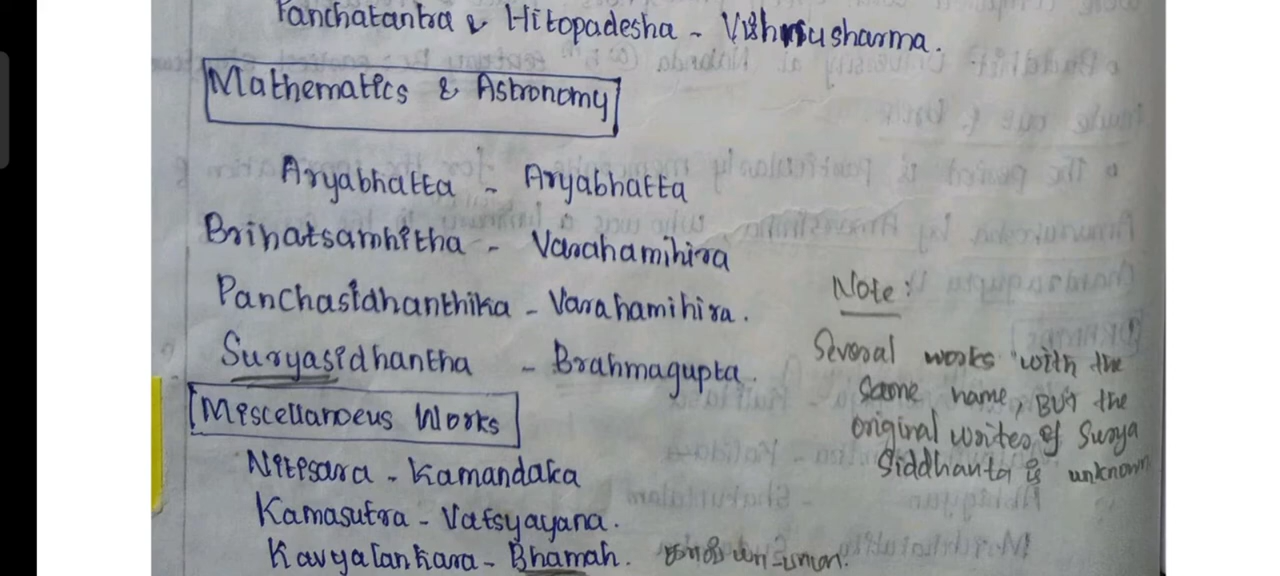 Panchatantra & Hitopadesha - Vishnusharma.
Mathematics & Astronomy
Aryabhatta - Aryabhatta
Brihatsamhitha - Varahamihira
Panchasidhanthika - Varahamihira.
Suryasidhantha - Brahmagupta.
Note:
Several works with the
same name, But the
original writer of Surya
Siddhanta is unknown
Miscellaneous Works
Nitisara - Kamandaka
Kamasutra - Vatsyayana.
Kavyalankara - Bhamah.